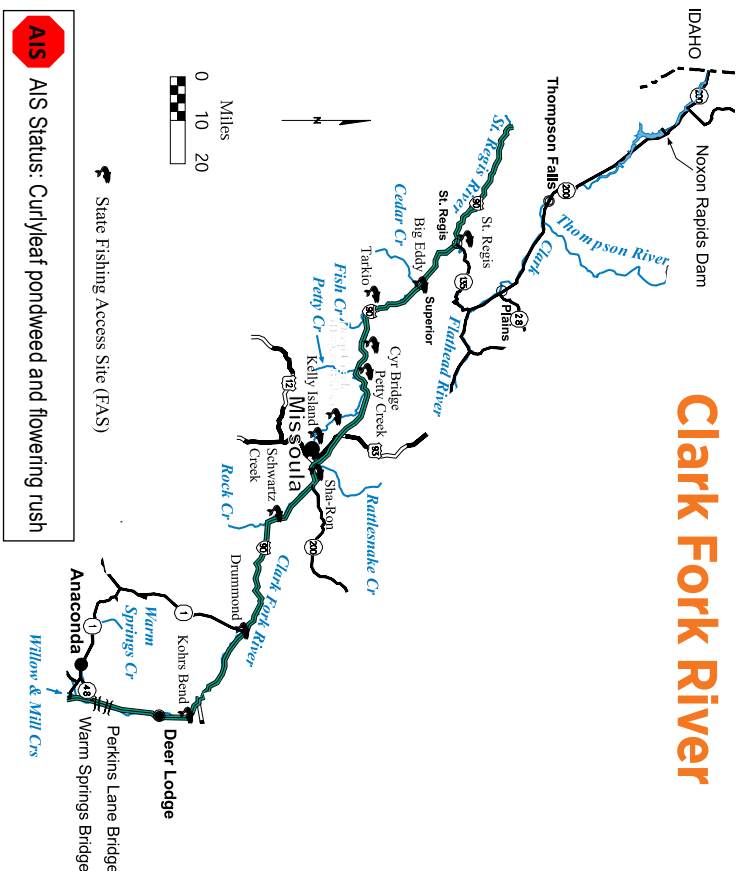 Clark Fork River
IDAHO
200
Noxon Rapids Dam
Thompson Falls
200
Thompson River
Clark
Plains
28
135
Flathead River
St. Regis River
90
St. Regis
St. Regis
Cedar Cr
Big Eddy
Superior
Tarkio
90
Fish Cr
Petty Cr
Cyr Bridge
Petty Creek
Kelly Island
93
12
Missoula
Sha-Ron
Rattlesnake Cr
200
Schwartz
Creek
Rock Cr
90
Clark Fork River
Drummond
1
Kohrs Bend
Warm
Springs Cr
1
Anaconda
48
Deer Lodge
Perkins Lane Bridge
Warm Springs Bridge
Willow & Mill Crs
N
Miles
0 10 20
State Fishing Access Site (FAS)
AIS
AIS Status: Curlyleaf pondweed and flowering rush